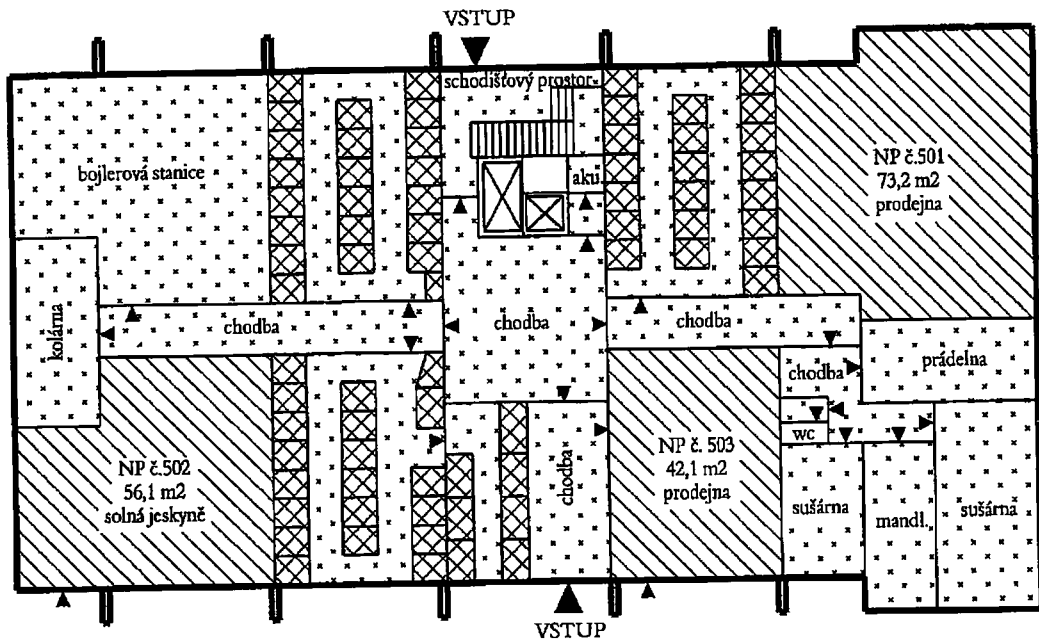 VSTUP
schodišťový prostor
bojlerová stanice
aku.
NP č.501
73,2 m2
prodejna
kolárna
chodba
chodba
chodba
chodba
prádelna
wc
NP č.502
56,1 m2
solná jeskyně
chodba
NP č. 503
42,1 m2
prodejna
sušárna
mandl.
sušárna
VSTUP